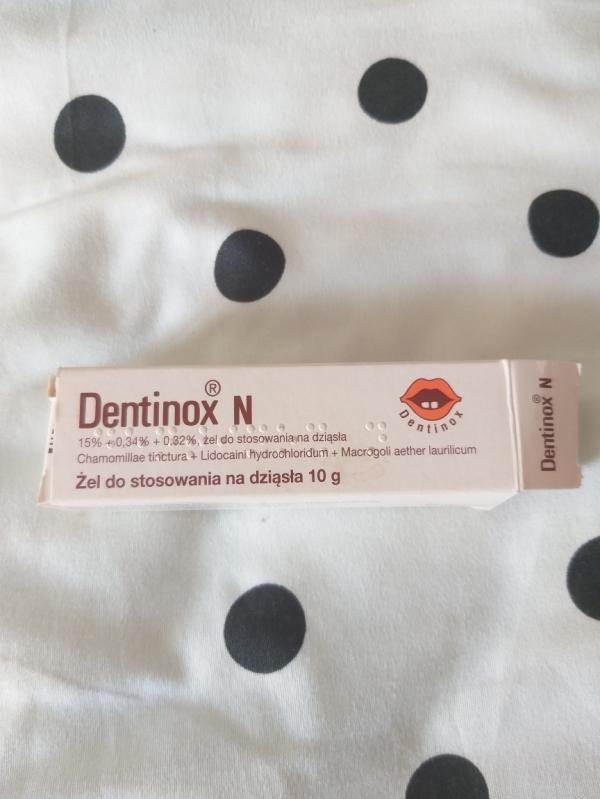 Dentinox® N
15% + 0,34% + 0,32%, żel do stosowania na dziąsła
Chamomillae tinctura + Lidocaini hydrochloridum + Macrogoli aether laurilicum
Żel do stosowania na dziąsła 10 g
Dentinox
Dentinox® N